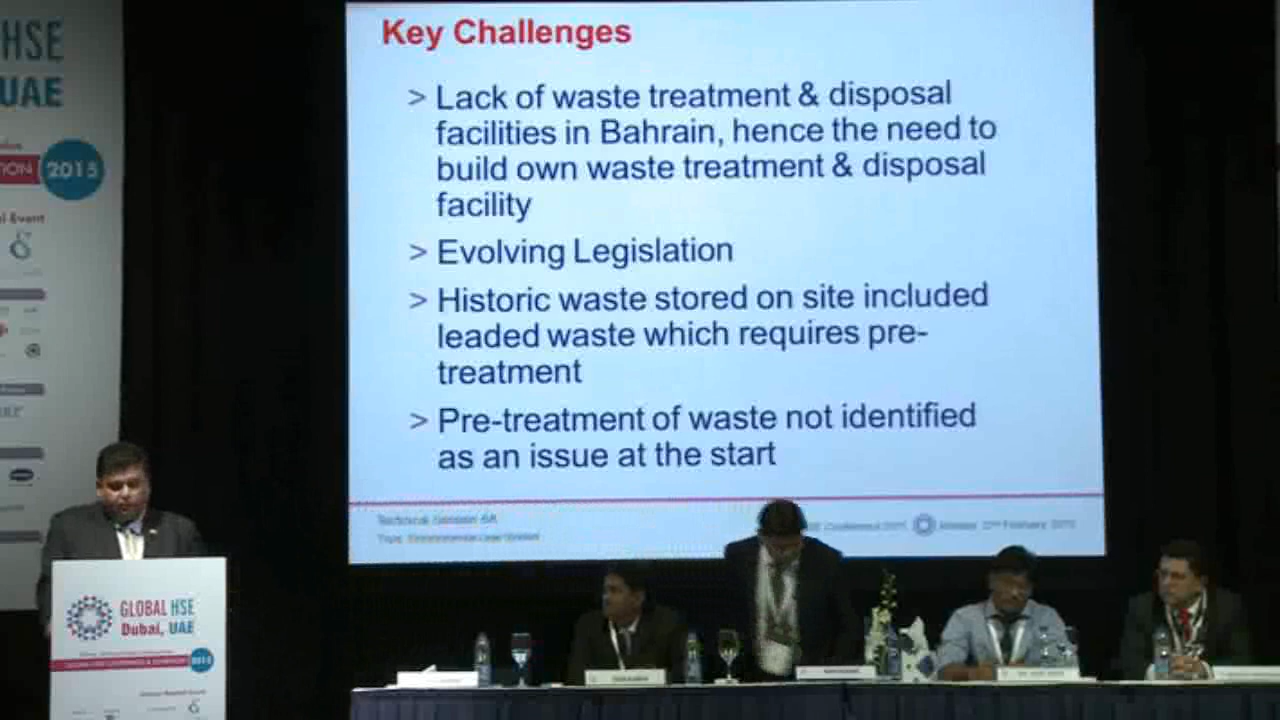 HSE
UAE
2015
Key Challenges
> Lack of waste treatment & disposal
facilities in Bahrain, hence the need to
build own waste treatment & disposal
facility
> Evolving Legislation
> Historic waste stored on site included
leaded waste which requires pre-
treatment
> Pre-treatment of waste not identified
as an issue at the start
Technical Session
GLOBAL HSE
Dubai, UAE